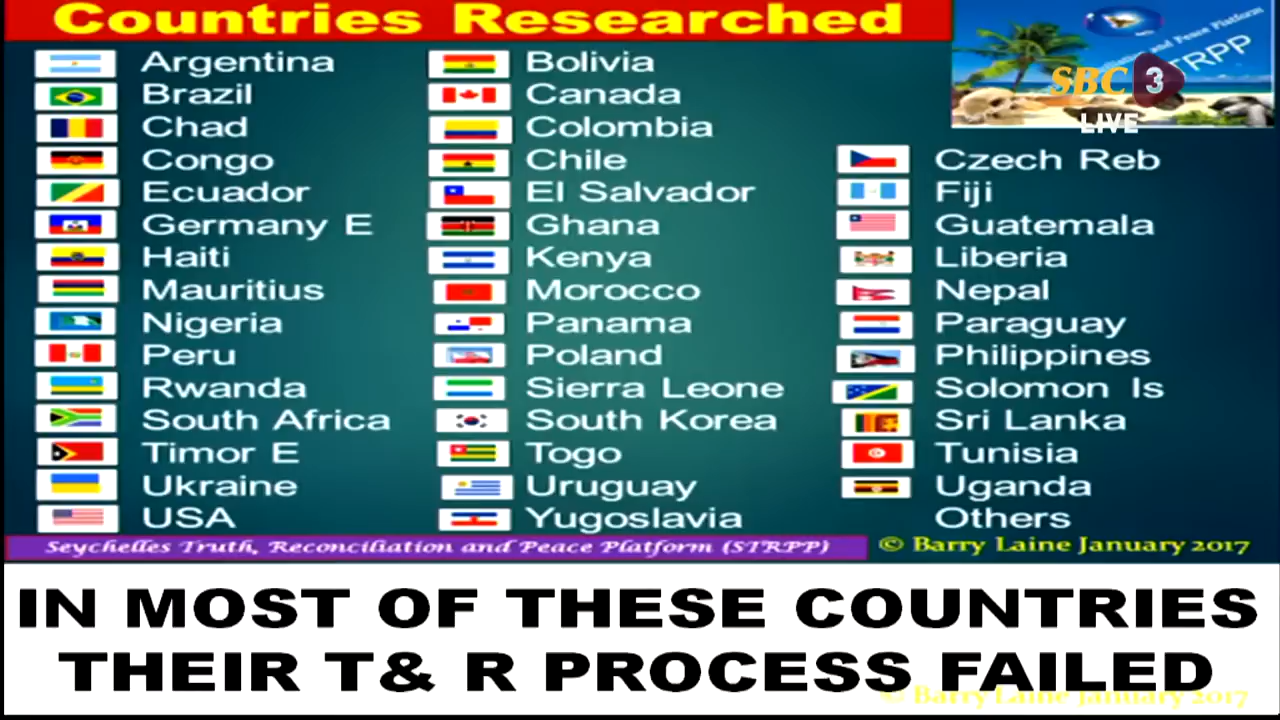 Countries Researched
Argentina
Brazil
Chad
Congo
Ecuador
Germany E
Haiti
Mauritius
Nigeria
Peru
Rwanda
South Africa
Timor E
Ukraine
USA
Bolivia
Canada
Colombia
Chile
El Salvador
Ghana
Kenya
Morocco
Panama
Poland
Sierra Leone
South Korea
Togo
Uruguay
Yugoslavia
Czech Reb
Fiji
Guatemala
Liberia
Nepal
Paraguay
Philippines
Solomon Is
Sri Lanka
Tunisia
Uganda
Others
and Peace Platform
SBC 3
LIVE
Seychelles Truth, Reconciliation and Peace Platform (STRPP)
© Barry Laine January 2017
IN MOST OF THESE COUNTRIES
THEIR T& R PROCESS FAILED
© Barry Laine January 2017